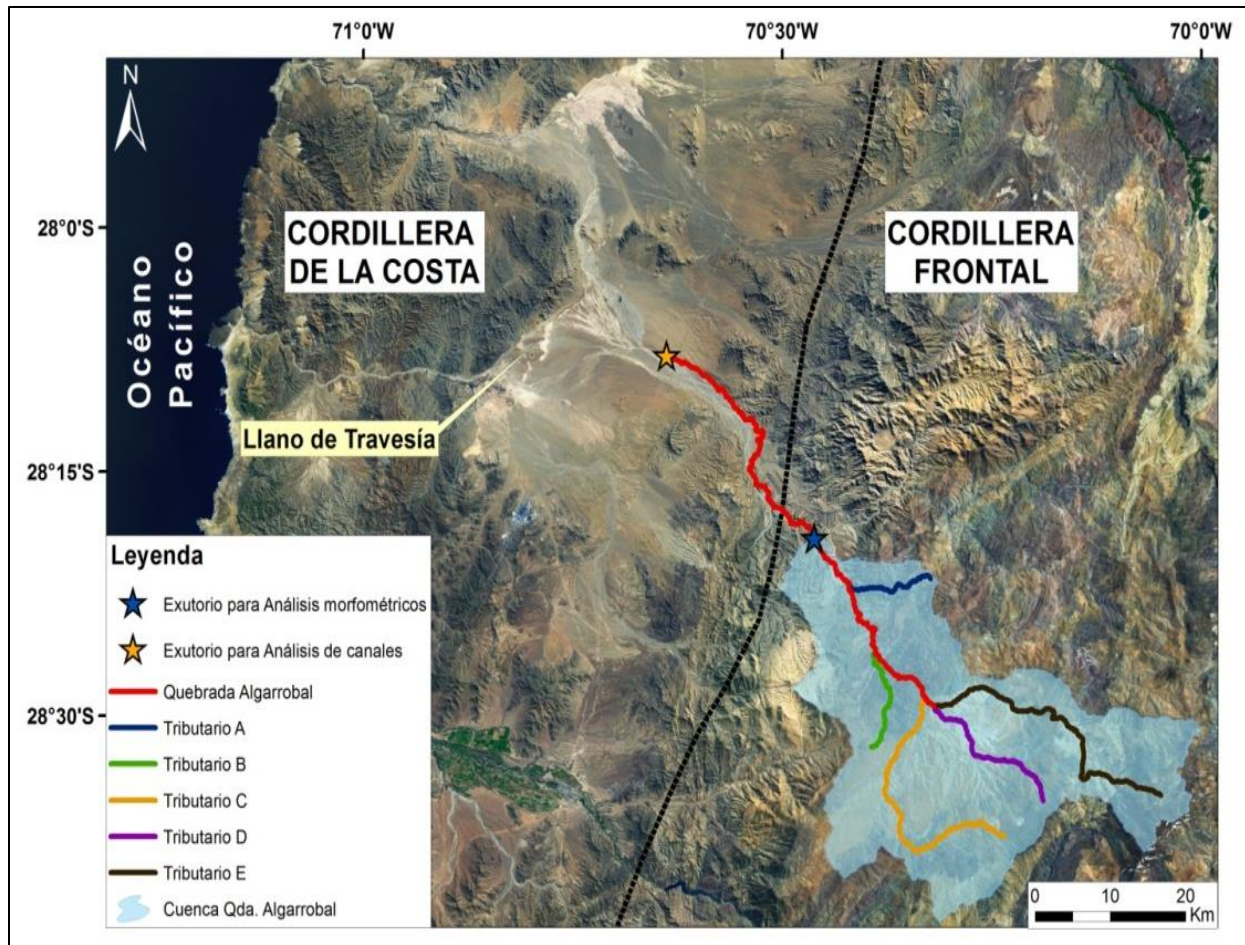 71°0'W
70°30'W
70°0'W
N
28°0'S
28°15'S
28°30'S
CORDILLERA
DE LA COSTA
CORDILLERA
FRONTAL
Océano
Pacífico
Llano de Travesía
Leyenda
Exutorio para Análisis morfométricos
Exutorio para Análisis de canales
Quebrada Algarrobal
Tributario A
Tributario B
Tributario C
Tributario D
Tributario E
Cuenca Qda. Algarrobal
0 10 20
Km